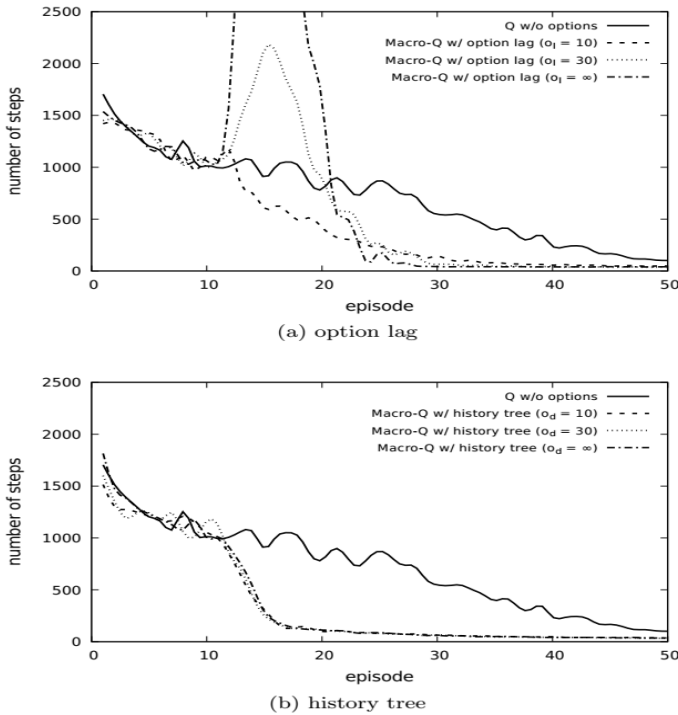 2500
2000
1500
1000
500
0
number of steps
Q w/o options
Macro-Q w/ option lag (o_l = 10)
Macro-Q w/ option lag (o_l = 30)
Macro-Q w/ option lag (o_l = ∞)
0 10 20 30 40 50
episode
(a) option lag
2500
2000
1500
1000
500
0
number of steps
Q w/o options
Macro-Q w/ history tree (o_d = 10)
Macro-Q w/ history tree (o_d = 30)
Macro-Q w/ history tree (o_d = ∞)
0 10 20 30 40 50
episode
(b) history tree